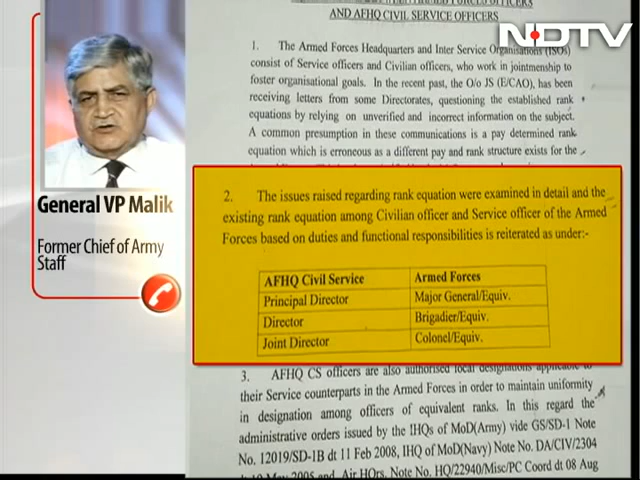 AND AFHQ CIVIL SERVICE OFFICERS
NDTV
1. The Armed Forces Headquarters and Inter Service Organisations (ISOs)
consist of Service officers and Civilian officers, who work in jointmenship to
foster organisational goals. In the recent past, the O/o JS (E/CAO), has been
receiving letters from some Directorates, questioning the established rank
equations by relying on unverified and incorrect information on the subject.
A common presumption in these communications is a pay determined rank
equation which is erroneous as a different pay and rank structure exists for the
General VP Malik
Former Chief of Army
Staff
2. The issues raised regarding rank equation were examined in detail and the
existing rank equation among Civilian officer and Service officer of the Armed
Forces based on duties and functional responsibilities is reiterated as under:-
AFHQ Civil Service Armed Forces
Principal Director Major General/Equiv.
Director Brigadier/Equiv.
Joint Director Colonel/Equiv.
3. AFHQ CS officers are also authorised local designations applicable to
their Service counterparts in the Armed Forces in order to maintain uniformity
in designation among officers of equivalent ranks. In this regard the
administrative orders issued by the IHQs of MoD(Army) vide GS/SD-1 Note
No. 12019/SD-1B dt 11 Feb 2008, IHQ of MoD(Navy) Note No. DA/CIV/2304
May 2005 and Air HQrs. Note No. HQ/22940/Misc/PC Coord dt 08 Aug